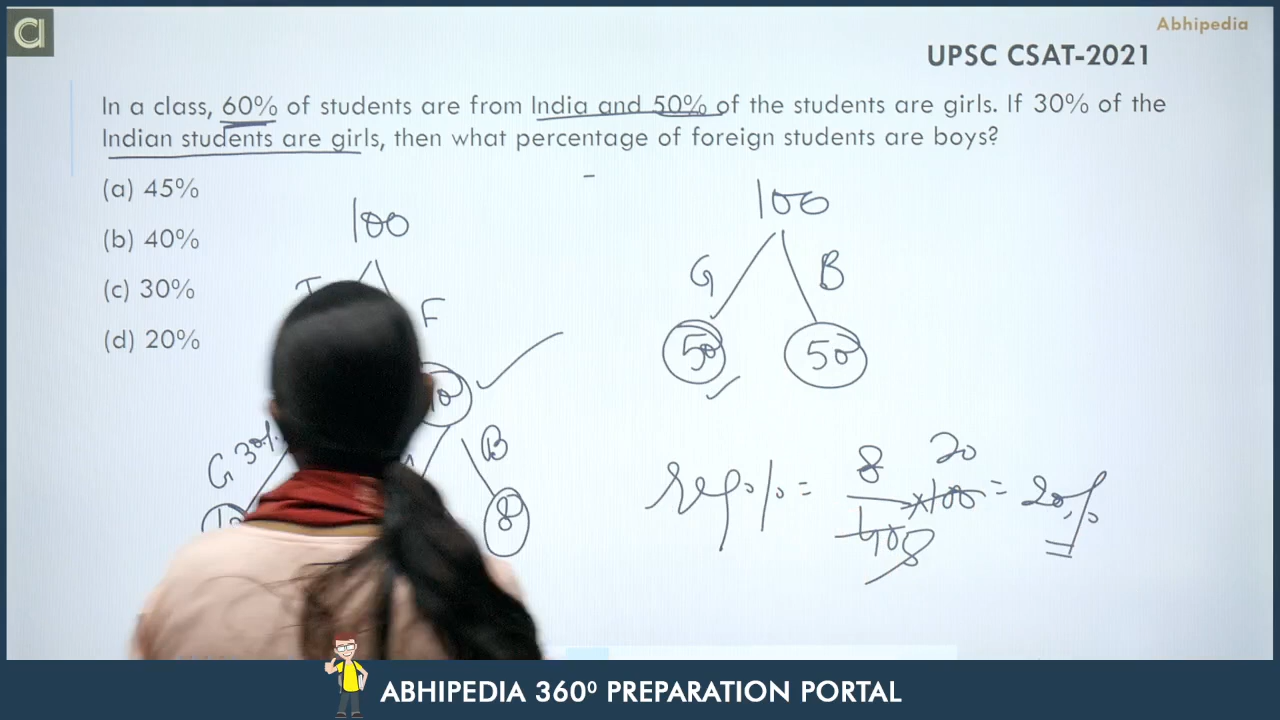 Abhipedia
UPSC CSAT-2021
In a class, 60% of students are from India and 50% of the students are girls. If 30% of the
Indian students are girls, then what percentage of foreign students are boys?
(a) 45%
(b) 40%
(c) 30%
(d) 20%
100
F
G 30%
B
8
100
G B
50 50
8 20
req % = ×100 = 20%
40
ABHIPEDIA 360⁰ PREPARATION PORTAL